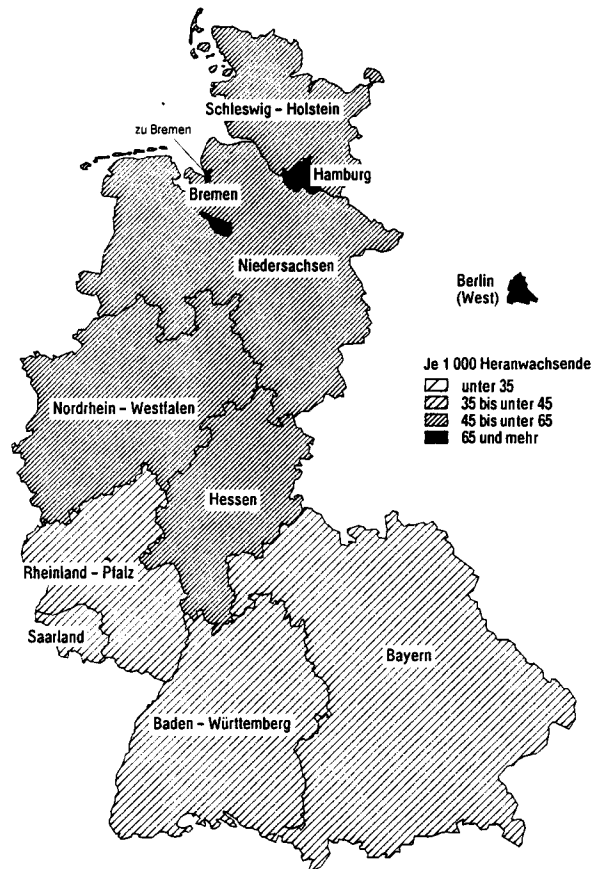 Schleswig - Holstein
zu Bremen
Hamburg
Bremen
Niedersachsen
Berlin
(West)
Je 1 000 Heranwachsende
unter 35
35 bis unter 45
45 bis unter 65
65 und mehr
Nordrhein - Westfalen
Hessen
Rheinland - Pfalz
Saarland
Bayern
Baden - Württemberg